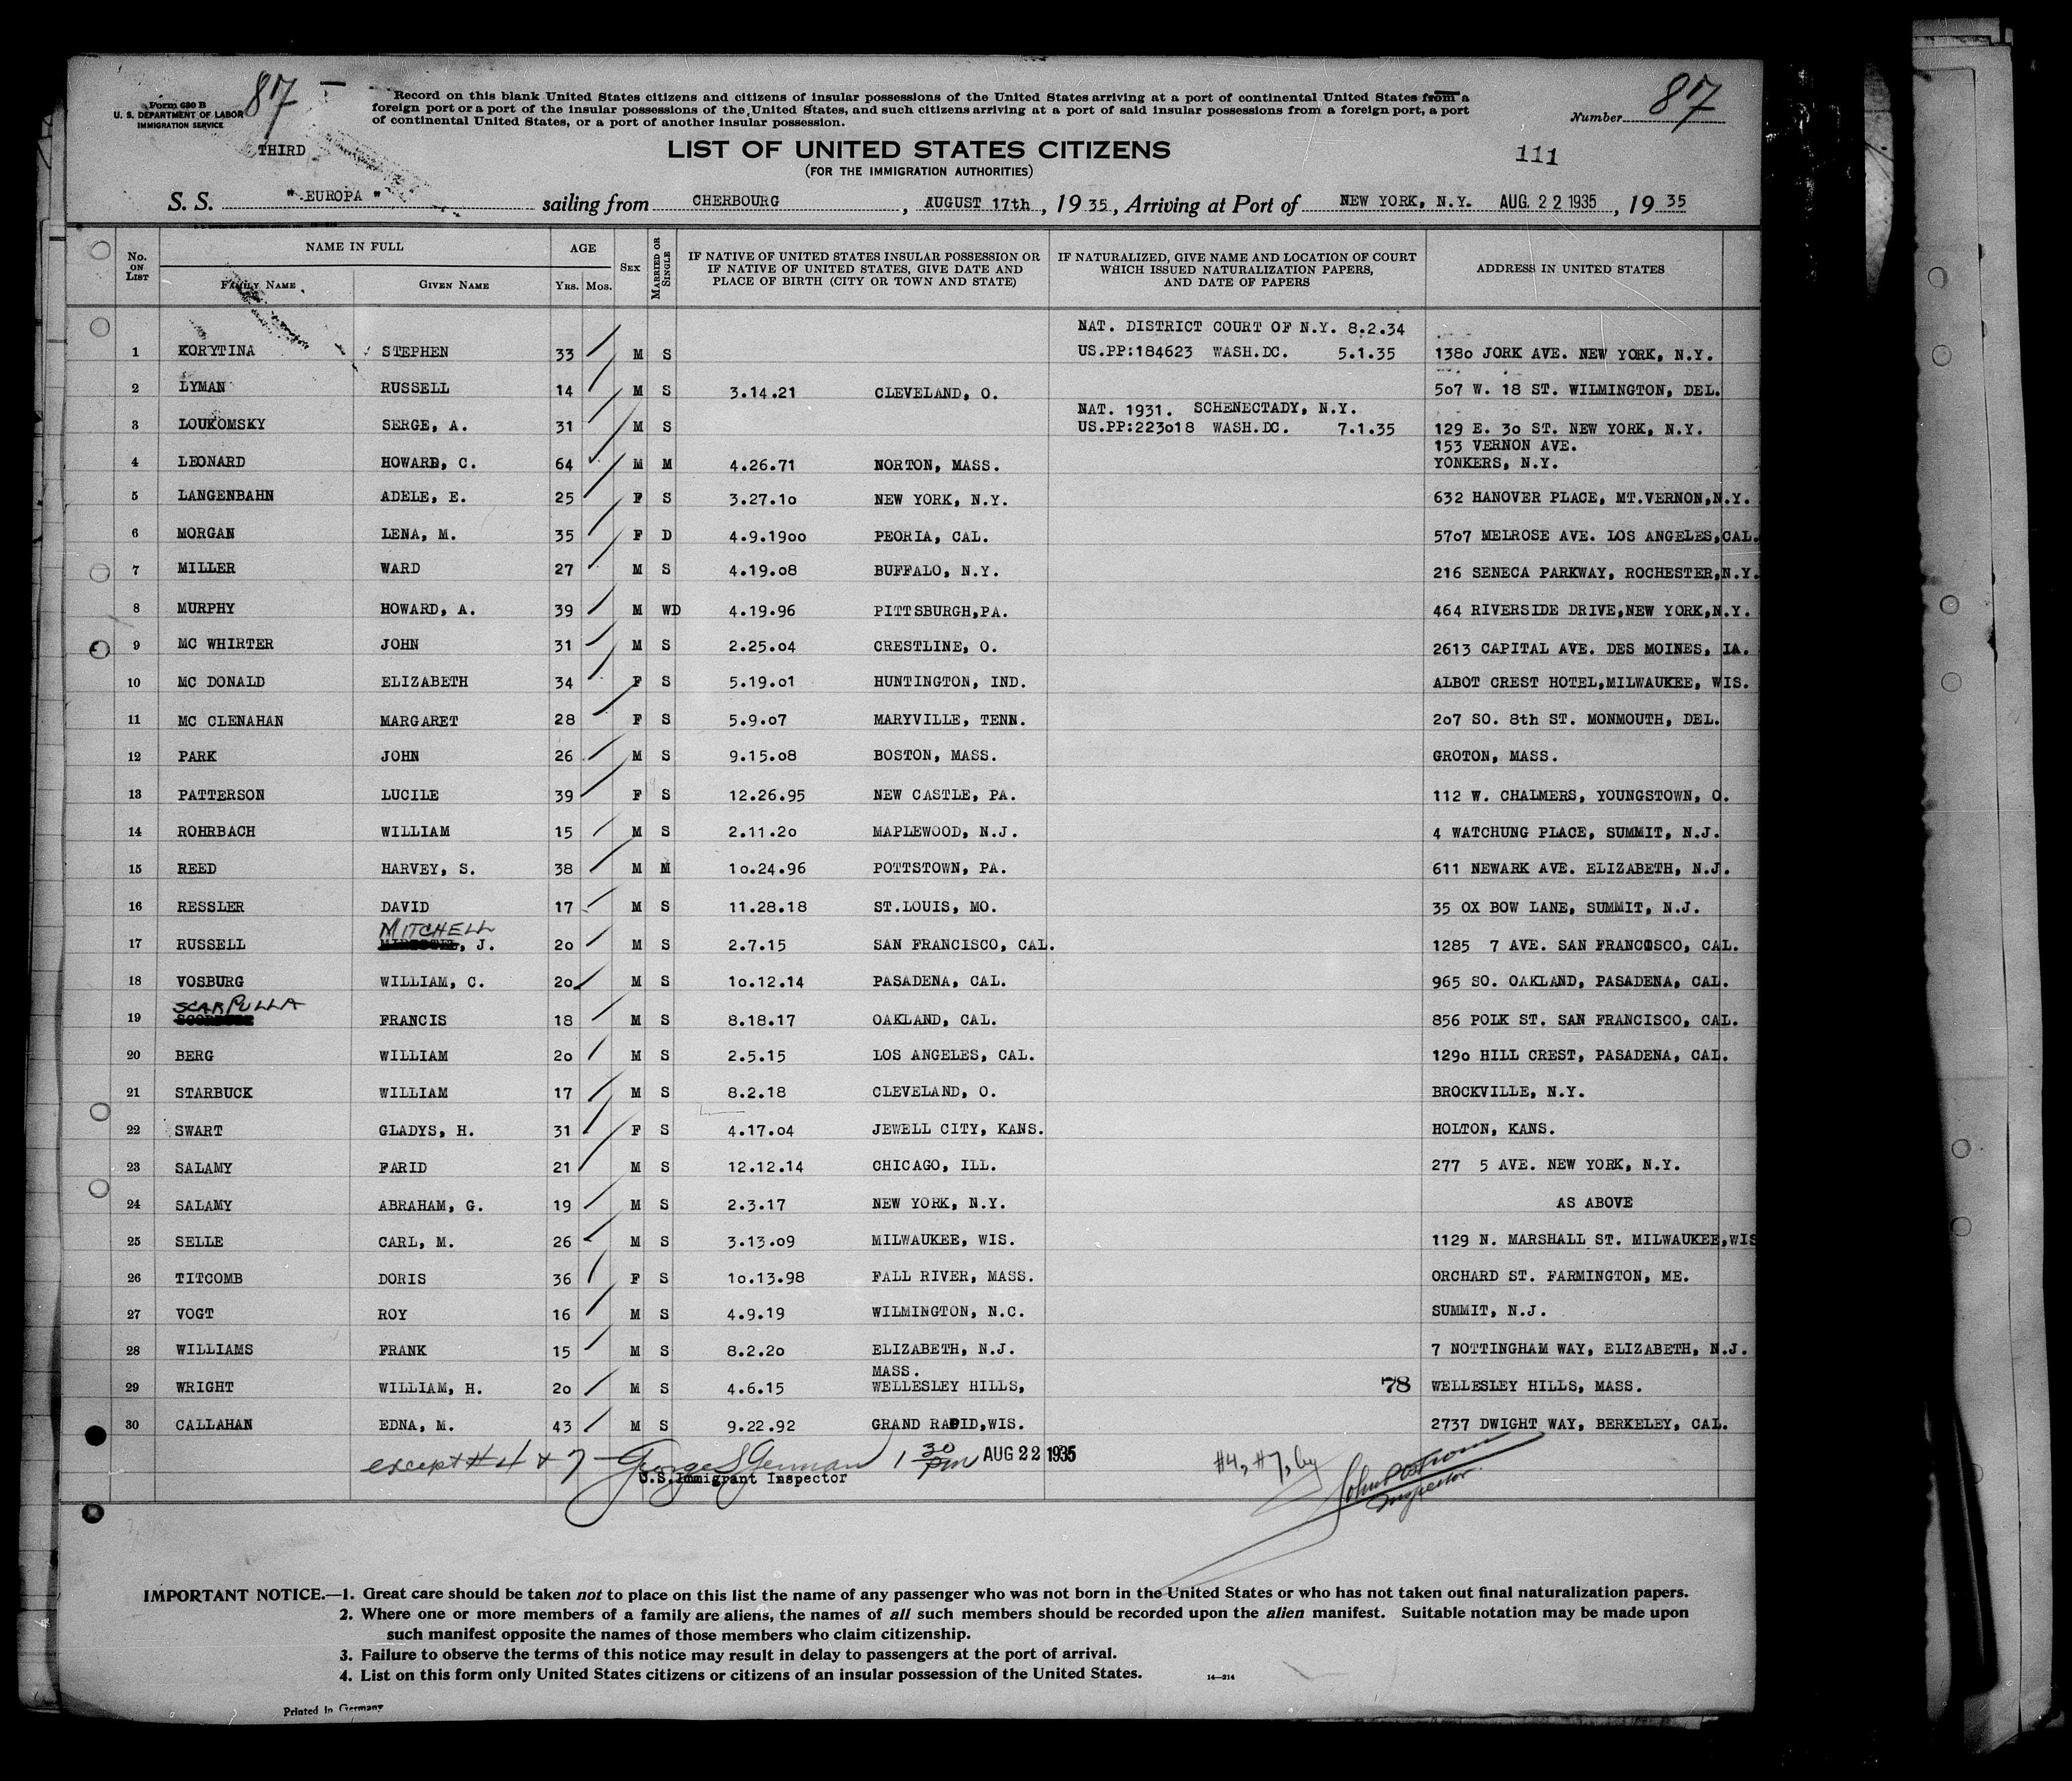 87
Form 630 B
U. S. DEPARTMENT OF LABOR
IMMIGRATION SERVICE
THIRD
Record on this blank United States citizens and citizens of insular possessions of the United States arriving at a port of continental United States from a
foreign port or a port of the insular possessions of the United States, and such citizens arriving at a port of said insular possessions from a foreign port, a port
of continental United States, or a port of another insular possession.
Number 87
LIST OF UNITED STATES CITIZENS
(FOR THE IMMIGRATION AUTHORITIES)
111
S. S. "EUROPA" sailing from CHERBOURG, AUGUST 17th, 1935, Arriving at Port of NEW YORK, N.Y. AUG. 22 1935, 19 35
No. ON LIST NAME IN FULL FAMILY NAME GIVEN NAME AGE YRS. MOS. SEX MARRIED OR SINGLE IF NATIVE OF UNITED STATES INSULAR POSSESSION OR IF NATIVE OF UNITED STATES, GIVE DATE AND PLACE OF BIRTH (CITY OR TOWN AND STATE) IF NATURALIZED, GIVE NAME AND LOCATION OF COURT WHICH ISSUED NATURALIZATION PAPERS, AND DATE OF PAPERS ADDRESS IN UNITED STATES
NAT. DISTRICT COURT OF N.Y. 8.2.34
1 KORYTINA STEPHEN 33 M S US.PP:184623 WASH.DC. 5.1.35 1380 JORK AVE. NEW YORK, N.Y.
2 LYMAN RUSSELL 14 M S 3.14.21 CLEVELAND, O. 507 W. 18 ST. WILMINGTON, DEL.
NAT. 1931. SCHENECTADY, N.Y.
3 LOUKOMSKY SERGE, A. 31 M S US.PP:223018 WASH.DC. 7.1.35 129 E. 30 ST. NEW YORK, N.Y.
153 VERNON AVE.
4 LEONARD HOWARD, C. 64 M M 4.26.71 NORTON, MASS. YONKERS, N.Y.
5 LANGENBAHN ADELE, E. 25 F S 3.27.10 NEW YORK, N.Y. 632 HANOVER PLACE, MT.VERNON,N.Y.
6 MORGAN LENA, M. 35 F D 4.9.1900 PEORIA, CAL. 5707 MELROSE AVE. LOS ANGELES,CAL.
7 MILLER WARD 27 M S 4.19.08 BUFFALO, N.Y. 216 SENECA PARKWAY, ROCHESTER,N.Y.
8 MURPHY HOWARD, A. 39 M WD 4.19.96 PITTSBURGH,PA. 464 RIVERSIDE DRIVE,NEW YORK,N.Y.
9 MC WHIRTER JOHN 31 M S 2.25.04 CRESTLINE, O. 2613 CAPITAL AVE. DES MOINES, IA.
10 MC DONALD ELIZABETH 34 F S 5.19.01 HUNTINGTON, IND. ALBOT CREST HOTEL,MILWAUKEE, WIS.
11 MC CLENAHAN MARGARET 28 F S 5.9.07 MARYVILLE, TENN. 207 SO. 8th ST. MONMOUTH, DEL.
12 PARK JOHN 26 M S 9.15.08 BOSTON, MASS. GROTON, MASS.
13 PATTERSON LUCILE 39 F S 12.26.95 NEW CASTLE, PA. 112 W. CHALMERS, YOUNGSTOWN, O.
14 ROHRBACH WILLIAM 15 M S 2.11.20 MAPLEWOOD, N.J. 4 WATCHUNG PLACE, SUMMIT, N.J.
15 REED HARVEY, S. 38 M M 10.24.96 POTTSTOWN, PA. 611 NEWARK AVE. ELIZABETH, N.J.
16 RESSLER DAVID 17 M S 11.28.18 ST.LOUIS, MO. 35 OX BOW LANE, SUMMIT, N.J.
MITCHELL
17 RUSSELL , J. 20 M S 2.7.15 SAN FRANCISCO, CAL. 1285 7 AVE. SAN FRANCISCO, CAL.
18 VOSBURG WILLIAM, C. 20 M S 10.12.14 PASADENA, CAL. 965 SO. OAKLAND, PASADENA, CAL.
SCARPULLA
19 FRANCIS 18 M S 8.18.17 OAKLAND, CAL. 856 POLK ST. SAN FRANCISCO, CAL.
20 BERG WILLIAM 20 M S 2.5.15 LOS ANGELES, CAL. 1290 HILL CREST, PASADENA, CAL.
21 STARBUCK WILLIAM 17 M S 8.2.18 CLEVELAND, O. BROCKVILLE, N.Y.
22 SWART GLADYS, H. 31 F S 4.17.04 JEWELL CITY, KANS. HOLTON, KANS.
23 SALAMY FARID 21 M S 12.12.14 CHICAGO, ILL. 277 5 AVE. NEW YORK, N.Y.
24 SALAMY ABRAHAM, G. 19 M S 2.3.17 NEW YORK, N.Y. AS ABOVE
25 SELLE CARL, M. 26 M S 3.13.09 MILWAUKEE, WIS. 1129 N. MARSHALL ST. MILWAUKEE,WIS
26 TITCOMB DORIS 36 F S 10.13.98 FALL RIVER, MASS. ORCHARD ST. FARMINGTON, ME.
27 VOGT ROY 16 M S 4.9.19 WILMINGTON, N.C. SUMMIT, N.J.
28 WILLIAMS FRANK 15 M S 8.2.20 ELIZABETH, N.J. 7 NOTTINGHAM WAY, ELIZABETH, N.J.
MASS.
29 WRIGHT WILLIAM, H. 20 M S 4.6.15 WELLESLEY HILLS, 78 WELLESLEY HILLS, MASS.
30 CALLAHAN EDNA, M. 43 M S 9.22.92 GRAND RAPID,WIS. 2737 DWIGHT WAY, BERKELEY, CAL.
except #4 & 7 - George S German 1 30 PM AUG 22 1935 #4, #7, by
U.S. Immigrant Inspector Inspector.
IMPORTANT NOTICE.—1. Great care should be taken not to place on this list the name of any passenger who was not born in the United States or who has not taken out final naturalization papers.
2. Where one or more members of a family are aliens, the names of all such members should be recorded upon the alien manifest. Suitable notation may be made upon
such manifest opposite the names of those members who claim citizenship.
3. Failure to observe the terms of this notice may result in delay to passengers at the port of arrival.
4. List on this form only United States citizens or citizens of an insular possession of the United States.
14—214
Printed in Germany